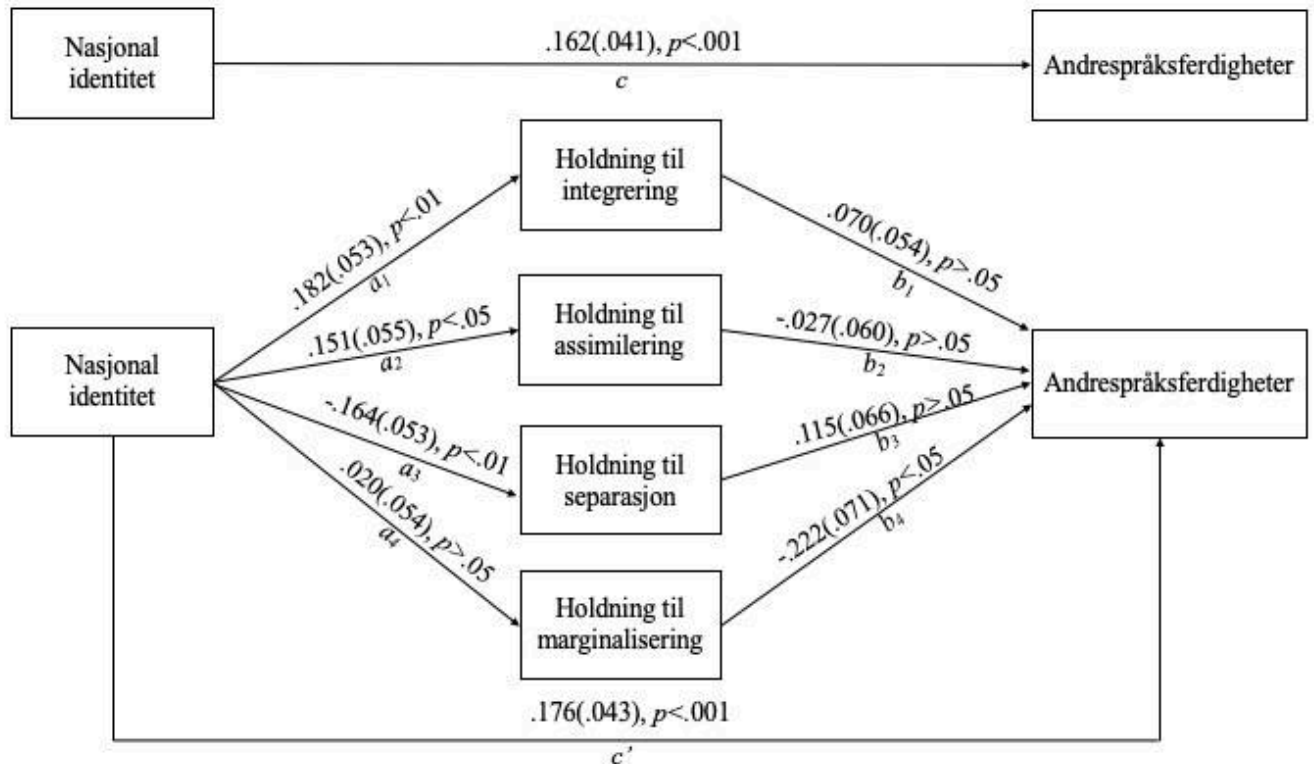 Nasjonal
identitet
.162(.041), p<.001
c
Andrespråksferdigheter
Holdning til
integrering
.182(.053), p<.01
a1
.070(.054), p>.05
b1
Nasjonal
identitet
.151(.055), p<.05
a2
Holdning til
assimilering
-.027(.060), p>.05
b2
Andrespråksferdigheter
-.164(.053), p<.01
a3
Holdning til
separasjon
.115(.066), p>.05
b3
.020(.054), p>.05
a4
Holdning til
marginalisering
-.222(.071), p<.05
b4
.176(.043), p<.001
c’